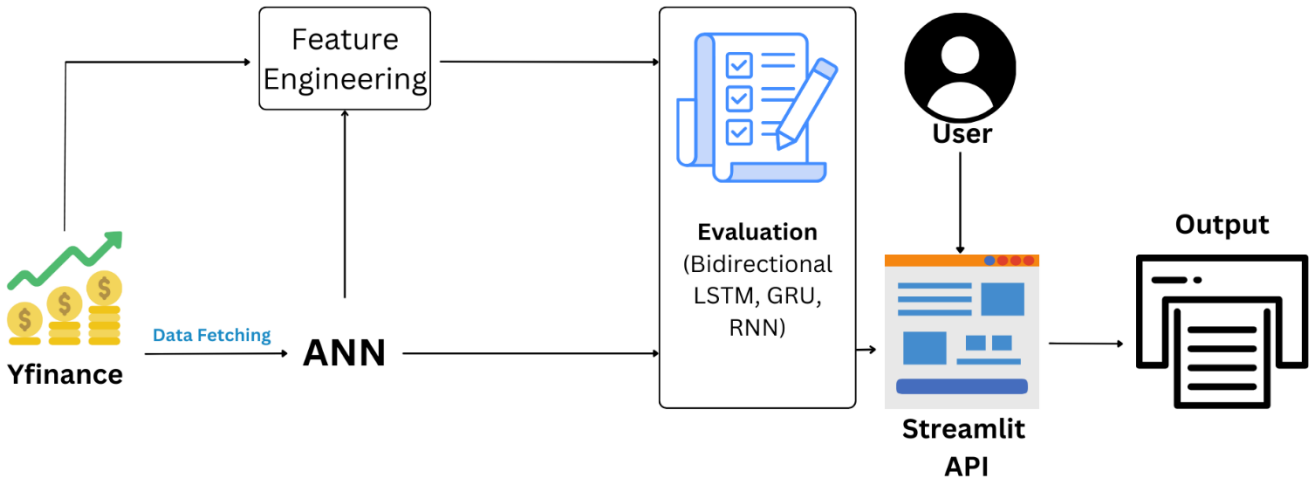 Feature
Engineering
User
Evaluation
(Bidirectional
LSTM, GRU,
RNN)
Output
Data Fetching
ANN
Yfinance
Streamlit
API
$
$
$